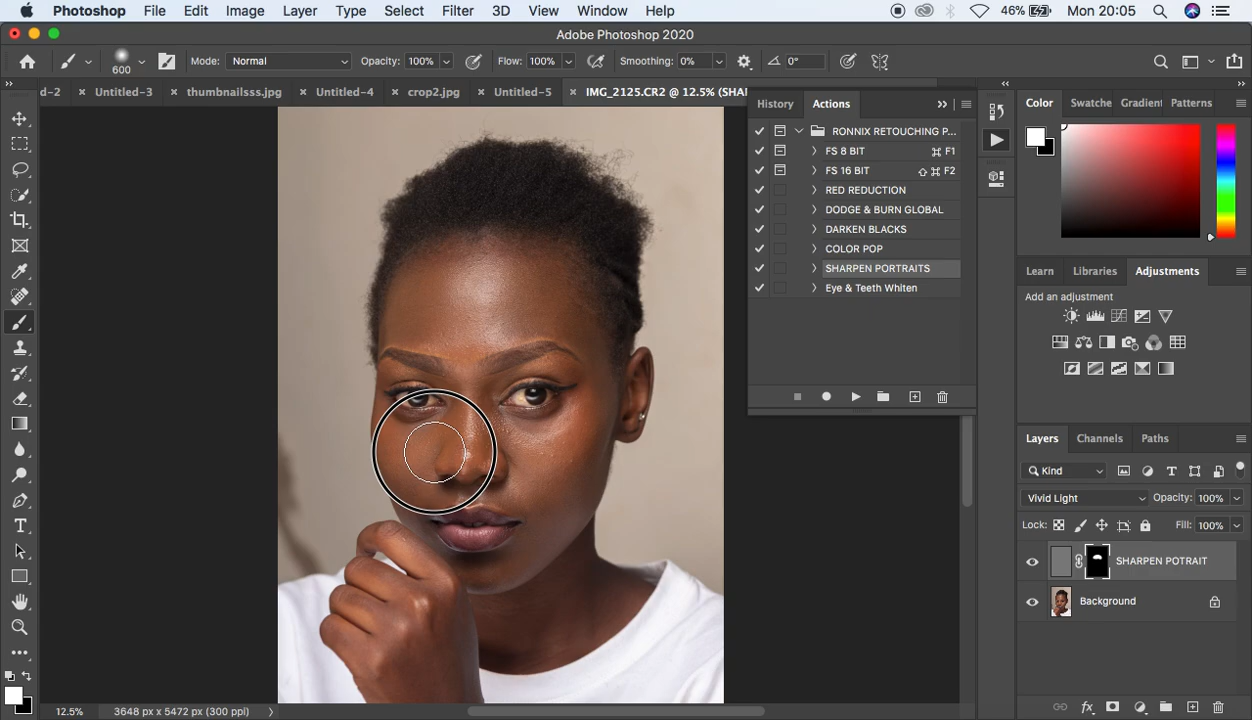 Photoshop File Edit Image Layer Type Select Filter 3D View Window Help 46% Mon 20:05
Adobe Photoshop 2020
600 Mode: Normal Opacity: 100% Flow: 100% Smoothing: 0% 0°
d-2 Untitled-3 thumbnailsss.jpg Untitled-4 crop2.jpg Untitled-5 IMG_2125.CR2 @ 12.5% (SHAI
History Actions
RONNIX RETOUCHING P...
FS 8 BIT F1
FS 16 BIT F2
RED REDUCTION
DODGE & BURN GLOBAL
DARKEN BLACKS
COLOR POP
SHARPEN PORTRAITS
Eye & Teeth Whiten
Color Swatche Gradien Patterns
Learn Libraries Adjustments
Add an adjustment
Layers Channels Paths
Kind
Vivid Light Opacity: 100%
Lock: Fill: 100%
SHARPEN POTRAIT
Background
12.5% 3648 px x 5472 px (300 ppi)